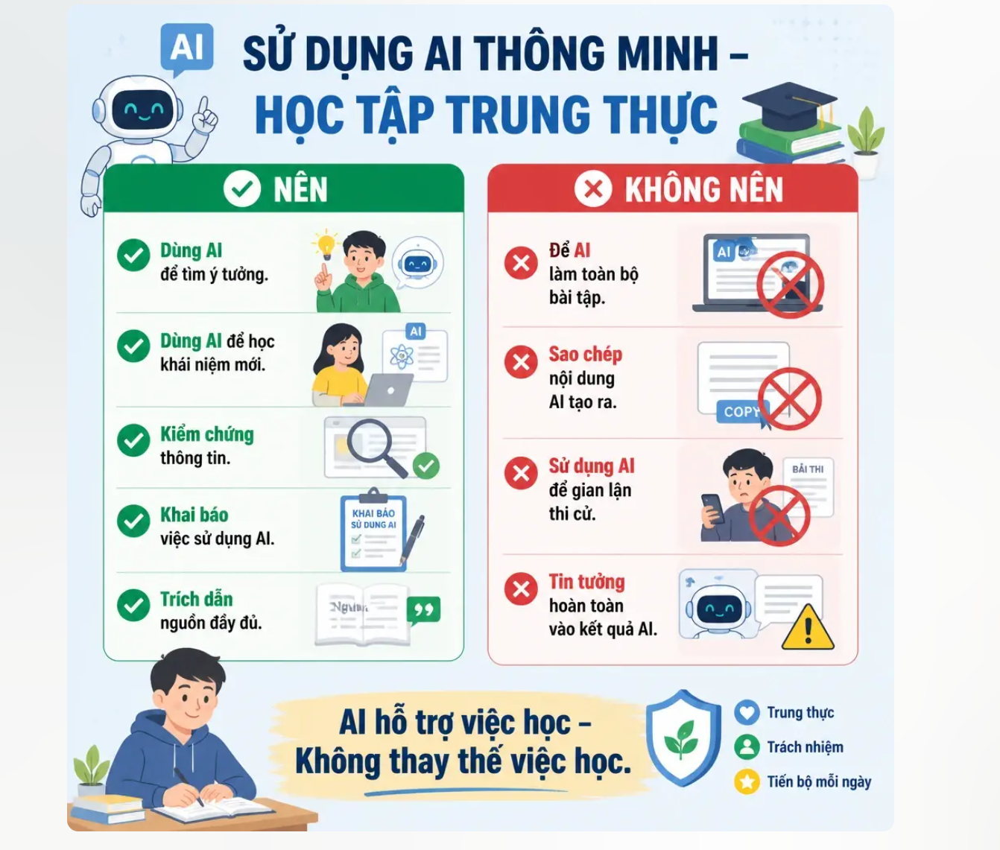 AI
SỬ DỤNG AI THÔNG MINH –
HỌC TẬP TRUNG THỰC
NÊN
Dùng AI
để tìm ý tưởng.
Dùng AI để học
khái niệm mới.
AI
Kiểm chứng
thông tin.
Khai báo
việc sử dụng AI.
KHAI BÁO
SỬ DỤNG AI
Trích dẫn
nguồn đầy đủ.
KHÔNG NÊN
Để AI
làm toàn bộ
bài tập.
AI
Sao chép
nội dung
AI tạo ra.
COPY
Sử dụng AI
để gian lận
thi cử.
BÀI THI
Tin tưởng
hoàn toàn
vào kết quả AI.
AI hỗ trợ việc học –
Không thay thế việc học.
Trung thực
Trách nhiệm
Tiến bộ mỗi ngày